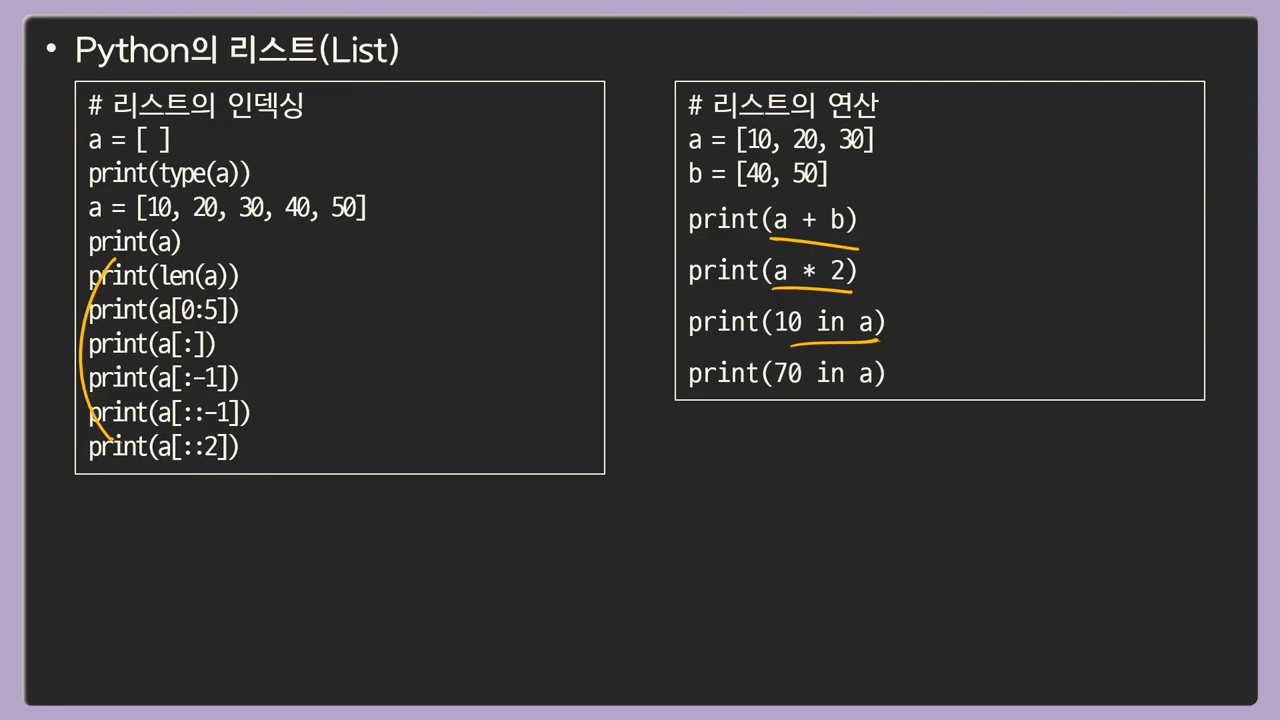 • Python의 리스트(List)
# 리스트의 인덱싱
a = [ ]
print(type(a))
a = [10, 20, 30, 40, 50]
print(a)
print(len(a))
print(a[0:5])
print(a[:])
print(a[:-1])
print(a[::-1])
print(a[::2])
# 리스트의 연산
a = [10, 20, 30]
b = [40, 50]
print(a + b)
print(a * 2)
print(10 in a)
print(70 in a)